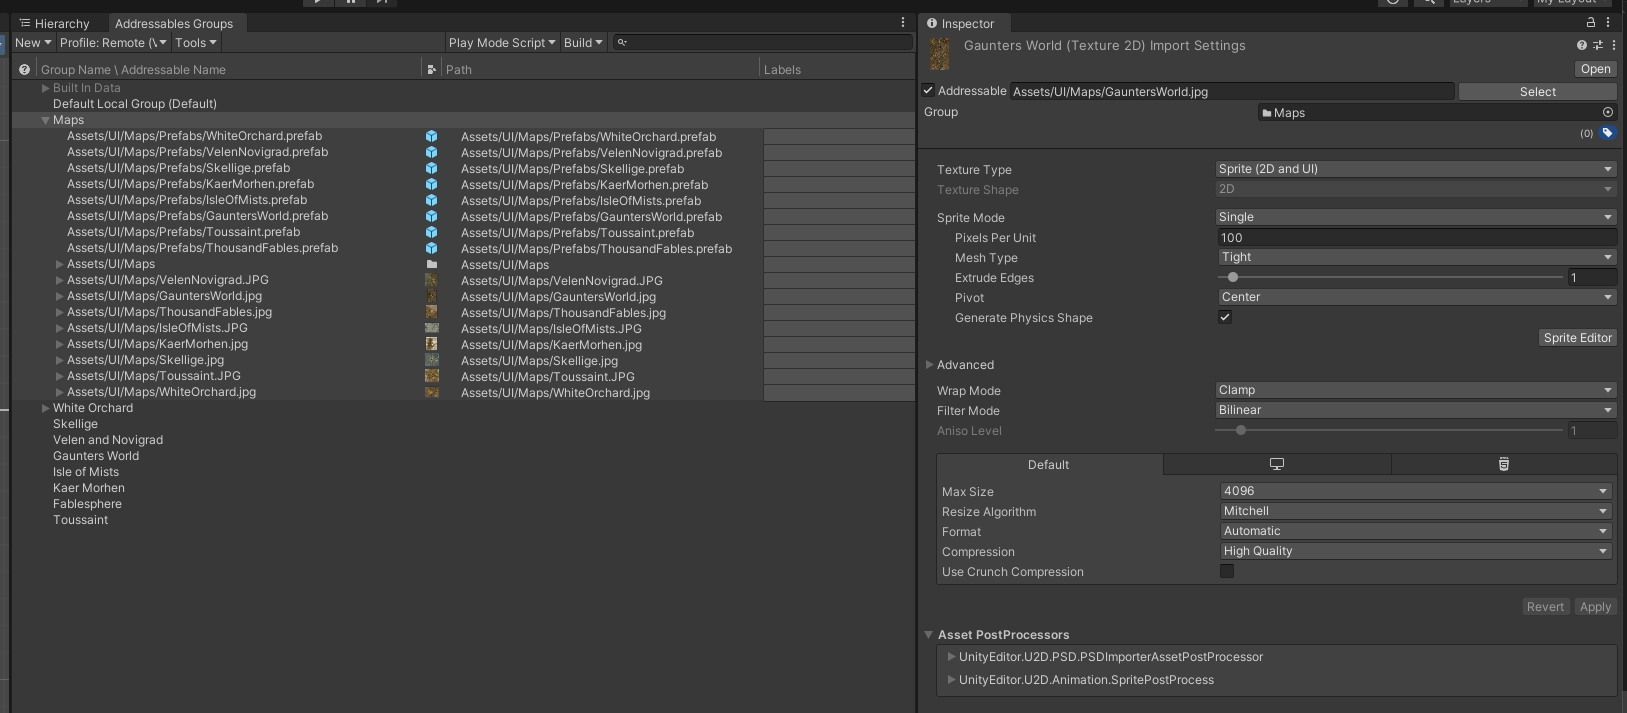 Layers
My Layout
Hierarchy
Addressables Groups
New
Profile: Remote (\
Tools
Play Mode Script
Build
Group Name \ Addressable Name
Path
Labels
Built In Data
Default Local Group (Default)
Maps
Assets/UI/Maps/Prefabs/WhiteOrchard.prefab Assets/UI/Maps/Prefabs/WhiteOrchard.prefab
Assets/UI/Maps/Prefabs/VelenNovigrad.prefab Assets/UI/Maps/Prefabs/VelenNovigrad.prefab
Assets/UI/Maps/Prefabs/Skellige.prefab Assets/UI/Maps/Prefabs/Skellige.prefab
Assets/UI/Maps/Prefabs/KaerMorhen.prefab Assets/UI/Maps/Prefabs/KaerMorhen.prefab
Assets/UI/Maps/Prefabs/IsleOfMists.prefab Assets/UI/Maps/Prefabs/IsleOfMists.prefab
Assets/UI/Maps/Prefabs/GauntersWorld.prefab Assets/UI/Maps/Prefabs/GauntersWorld.prefab
Assets/UI/Maps/Prefabs/Toussaint.prefab Assets/UI/Maps/Prefabs/Toussaint.prefab
Assets/UI/Maps/Prefabs/ThousandFables.prefab Assets/UI/Maps/Prefabs/ThousandFables.prefab
Assets/UI/Maps Assets/UI/Maps
Assets/UI/Maps/VelenNovigrad.JPG Assets/UI/Maps/VelenNovigrad.JPG
Assets/UI/Maps/GauntersWorld.jpg Assets/UI/Maps/GauntersWorld.jpg
Assets/UI/Maps/ThousandFables.jpg Assets/UI/Maps/ThousandFables.jpg
Assets/UI/Maps/IsleOfMists.JPG Assets/UI/Maps/IsleOfMists.JPG
Assets/UI/Maps/KaerMorhen.jpg Assets/UI/Maps/KaerMorhen.jpg
Assets/UI/Maps/Skellige.jpg Assets/UI/Maps/Skellige.jpg
Assets/UI/Maps/Toussaint.JPG Assets/UI/Maps/Toussaint.JPG
Assets/UI/Maps/WhiteOrchard.jpg Assets/UI/Maps/WhiteOrchard.jpg
White Orchard
Skellige
Velen and Novigrad
Gaunters World
Isle of Mists
Kaer Morhen
Fablesphere
Toussaint
Inspector
Gaunters World (Texture 2D) Import Settings
Open
Addressable Assets/UI/Maps/GauntersWorld.jpg Select
Group Maps
(0)
Texture Type Sprite (2D and UI)
Texture Shape 2D
Sprite Mode Single
Pixels Per Unit 100
Mesh Type Tight
Extrude Edges 1
Pivot Center
Generate Physics Shape
Sprite Editor
Advanced
Wrap Mode Clamp
Filter Mode Bilinear
Aniso Level 1
Default
Max Size 4096
Resize Algorithm Mitchell
Format Automatic
Compression High Quality
Use Crunch Compression
Revert Apply
Asset PostProcessors
UnityEditor.U2D.PSD.PSDImporterAssetPostProcessor
UnityEditor.U2D.Animation.SpritePostProcess